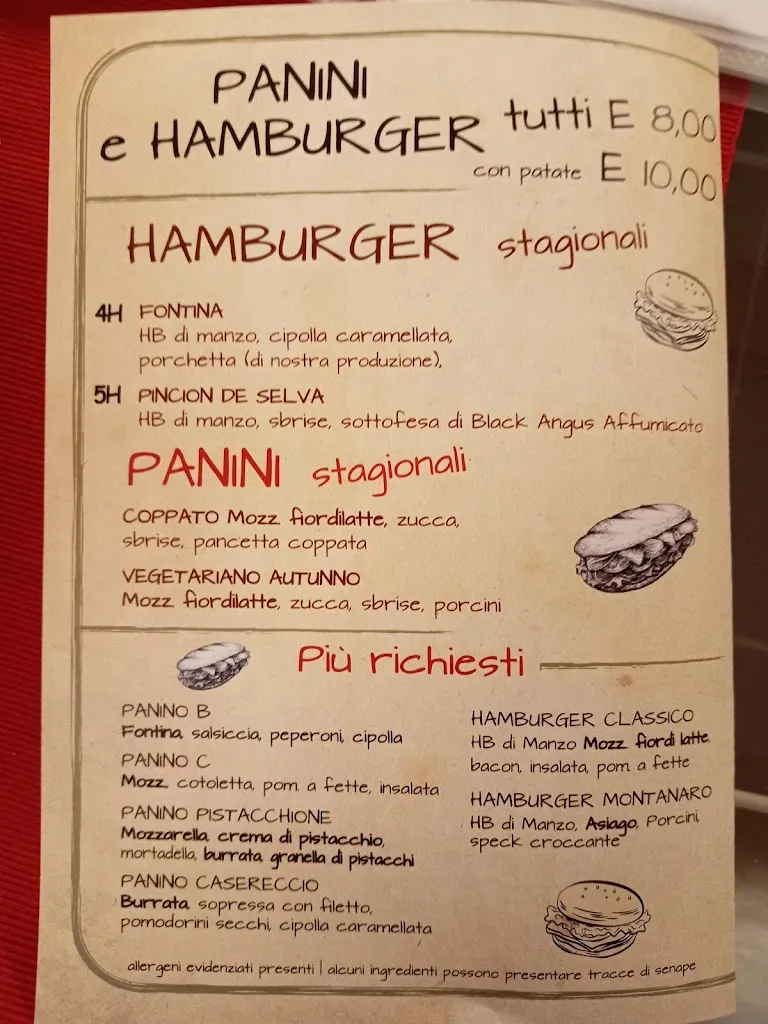 PANINI
e HAMBURGER tutti E 8,00
con patate E 10,00
HAMBURGER stagionali
4H FONTINA
HB di manzo, cipolla caramellata,
porchetta (di nostra produzione),
5H PINCION DE SELVA
HB di manzo, sbrise, sottofesa di Black Angus Affumicato
PANINI stagionali
COPPATO Mozz. fiordilatte, zucca,
sbrise, pancetta coppata
VEGETARIANO AUTUNNO
Mozz. fiordilatte, zucca, sbrise, porcini
Più richiesti
PANINO B
Fontina, salsiccia, peperoni, cipolla
PANINO C
Mozz. cotoletta, pom. a fette, insalata
PANINO PISTACCHIONE
Mozzarella, crema di pistacchio,
mortadella, burrata, granella di pistacchi
PANINO CASERECCIO
Burrata, sopressa con filetto,
pomodorini secchi, cipolla caramellata
HAMBURGER CLASSICO
HB di Manzo Mozz. fiordi latte,
bacon, insalata, pom. a fette
HAMBURGER MONTANARO
HB di Manzo, Asiago, Porcini
speck croccante
allergeni evidenziati presenti | alcuni ingredienti possono presentare tracce di senape